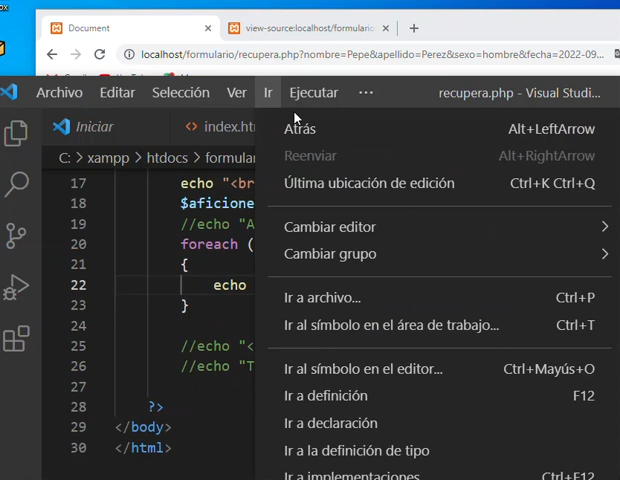 ox
Document
view-source:localhost/formulario
localhost/formulario/recupera.php?nombre=Pepe&apellido=Perez&sexo=hombre&fecha=2022-09...
Archivo Editar Selección Ver Ir Ejecutar ... recupera.php - Visual Studi...
Iniciar index.ht
C: > xampp > htdocs > formular
17 echo "<br
18 $aficione
19 //echo "A
20 foreach (
21 {
22 echo
23 }
24
25 //echo "<
26 //echo "T
27
28 ?>
29 </body>
30 </html>
Atrás Alt+LeftArrow
Reenviar Alt+RightArrow
Última ubicación de edición Ctrl+K Ctrl+Q
Cambiar editor
Cambiar grupo
Ir a archivo... Ctrl+P
Ir al símbolo en el área de trabajo... Ctrl+T
Ir al símbolo en el editor... Ctrl+Mayús+O
Ir a definición F12
Ir a declaración
Ir a la definición de tipo
Ir a implementaciones Ctrl+F12